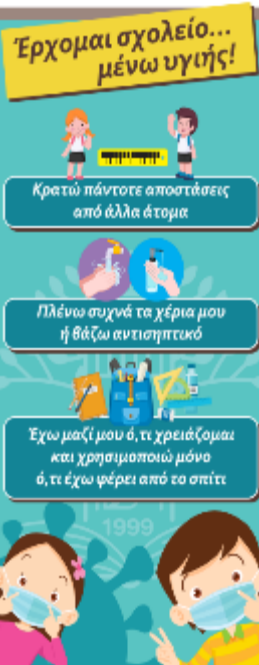 Έρχομαι σχολείο...
μένω υγιής!
Κρατώ πάντοτε αποστάσεις
από άλλα άτομα
Πλένω συχνά τα χέρια μου
ή βάζω αντισηπτικό
Έχω μαζί μου ό,τι χρειάζομαι
και χρησιμοποιώ μόνο
ό,τι έχω φέρει από το σπίτι
1999